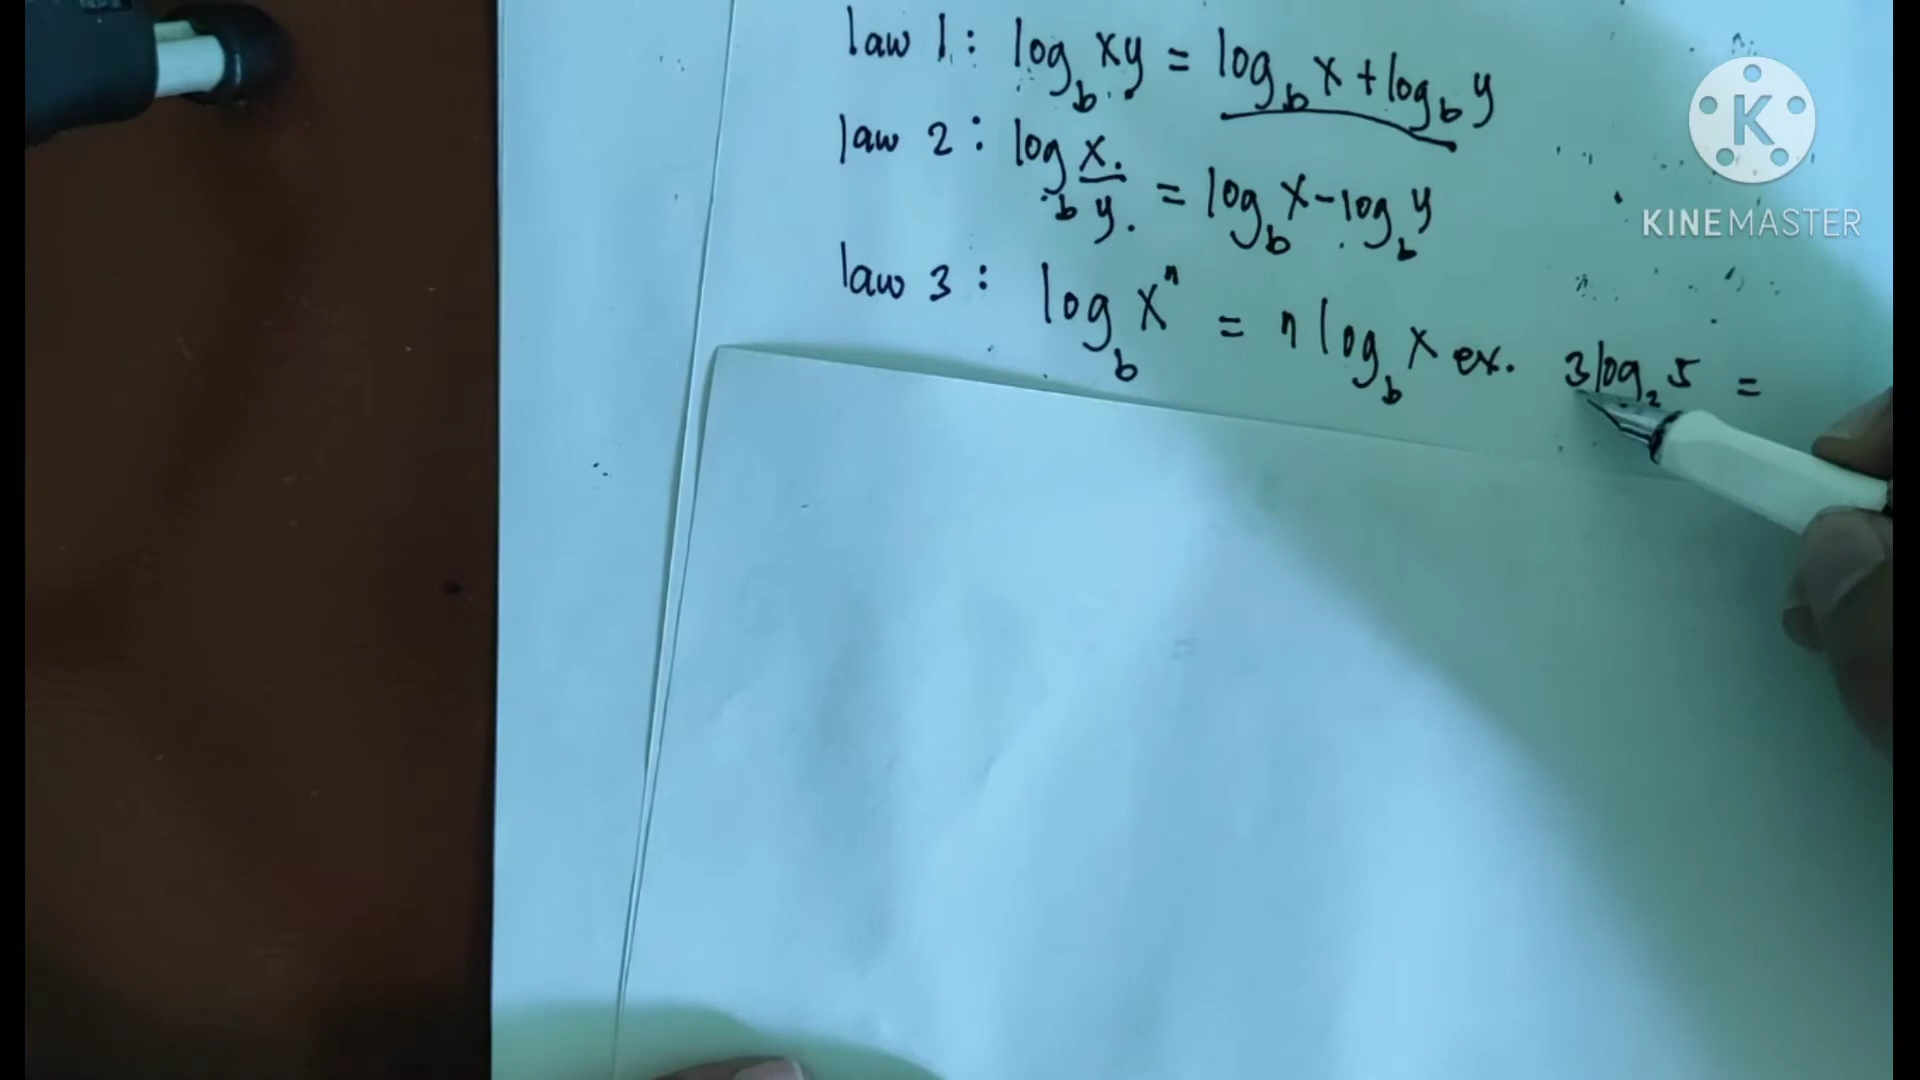 law 1: log_b xy = log_b x + log_b y
law 2: log_b x/y = log_b x - log_b y
law 3: log_b x^n = n log_b x ex. 3log_2 5 =
K
KINEMASTER